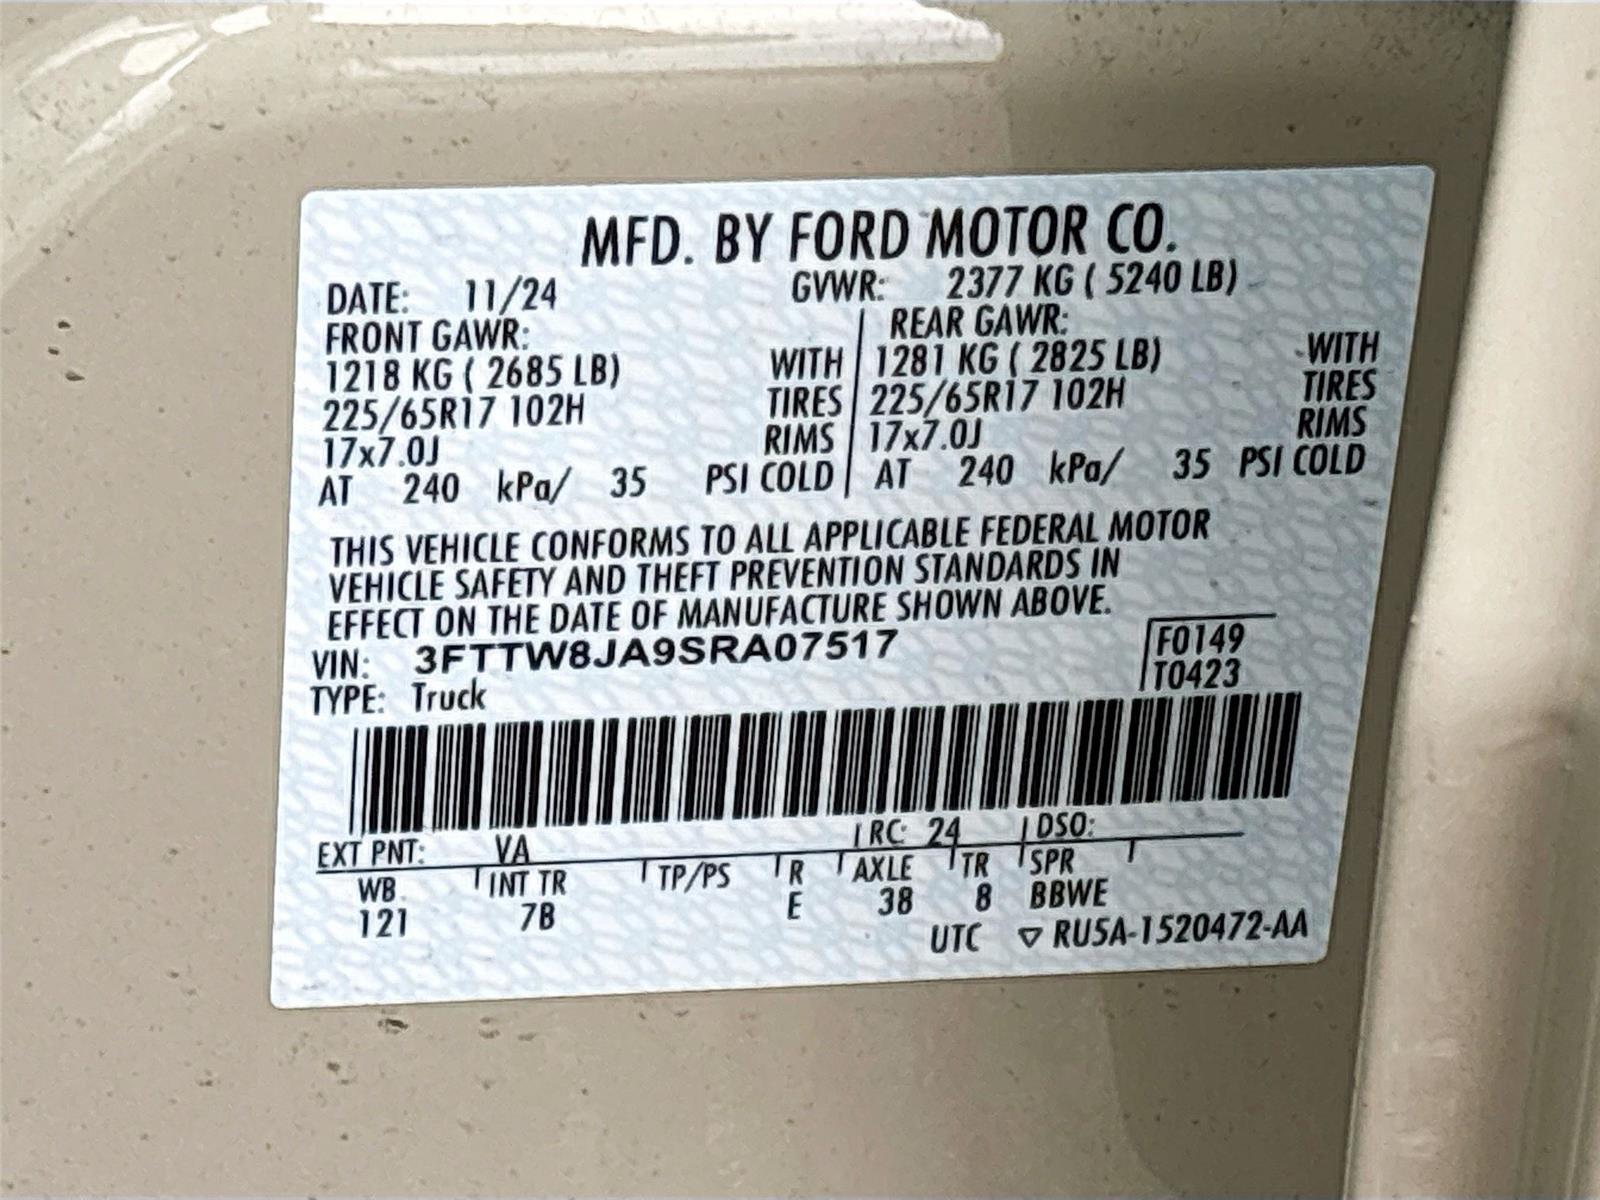 MFD. BY FORD MOTOR CO.
DATE: 11/24 GVWR: 2377 KG ( 5240 LB)
FRONT GAWR: REAR GAWR:
1218 KG ( 2685 LB) WITH 1281 KG ( 2825 LB) WITH
225/65R17 102H TIRES 225/65R17 102H TIRES
17x7.0J RIMS 17x7.0J RIMS
AT 240 kPa/ 35 PSI COLD AT 240 kPa/ 35 PSI COLD
THIS VEHICLE CONFORMS TO ALL APPLICABLE FEDERAL MOTOR
VEHICLE SAFETY AND THEFT PREVENTION STANDARDS IN
EFFECT ON THE DATE OF MANUFACTURE SHOWN ABOVE.
VIN: 3FTTW8JA9SRA07517 F0149
TYPE: Truck T0423
EXT PNT: VA RC: 24 DSO:
WB INT TR TP/PS R AXLE TR SPR
121 7B E 38 8 BBWE
UTC ▽ RU5A-1520472-AA